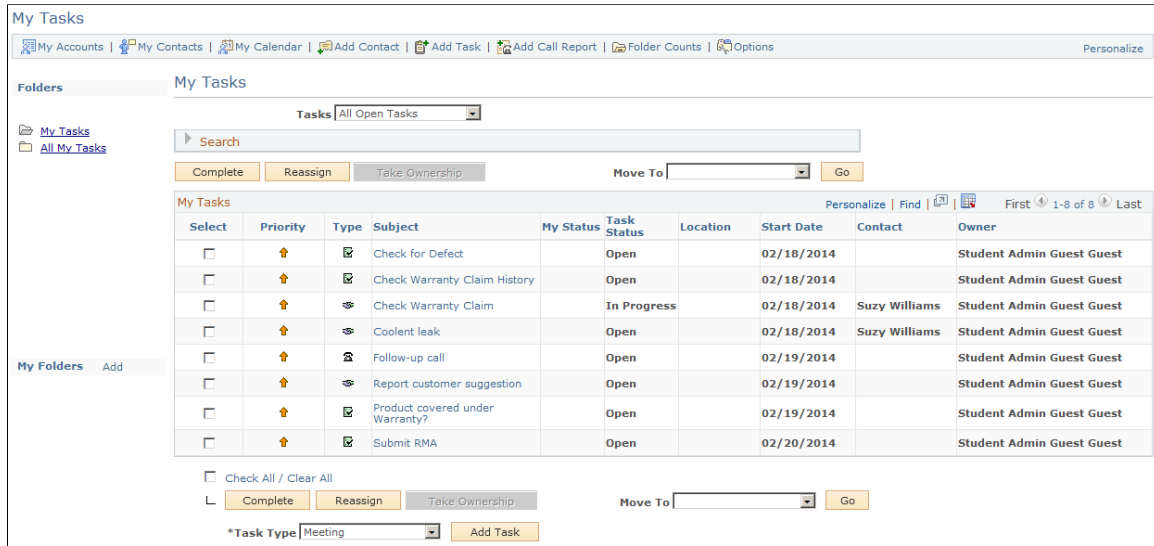 My Tasks
My Accounts | My Contacts | My Calendar | Add Contact | Add Task | Add Call Report | Folder Counts | Options Personalize
Folders
My Tasks
All My Tasks
My Folders Add
My Tasks
Tasks All Open Tasks
Search
Complete Reassign Take Ownership Move To Go
My Tasks Personalize | Find | First 1-8 of 8 Last
Select Priority Type Subject My Status Task Status Location Start Date Contact Owner
Check for Defect Open 02/18/2014 Student Admin Guest Guest
Check Warranty Claim History Open 02/18/2014 Student Admin Guest Guest
Check Warranty Claim In Progress 02/18/2014 Suzy Williams Student Admin Guest Guest
Coolent leak Open 02/18/2014 Suzy Williams Student Admin Guest Guest
Follow-up call Open 02/19/2014 Student Admin Guest Guest
Report customer suggestion Open 02/19/2014 Student Admin Guest Guest
Product covered under Warranty? Open 02/19/2014 Student Admin Guest Guest
Submit RMA Open 02/20/2014 Student Admin Guest Guest
Check All / Clear All
Complete Reassign Take Ownership Move To Go
*Task Type Meeting Add Task